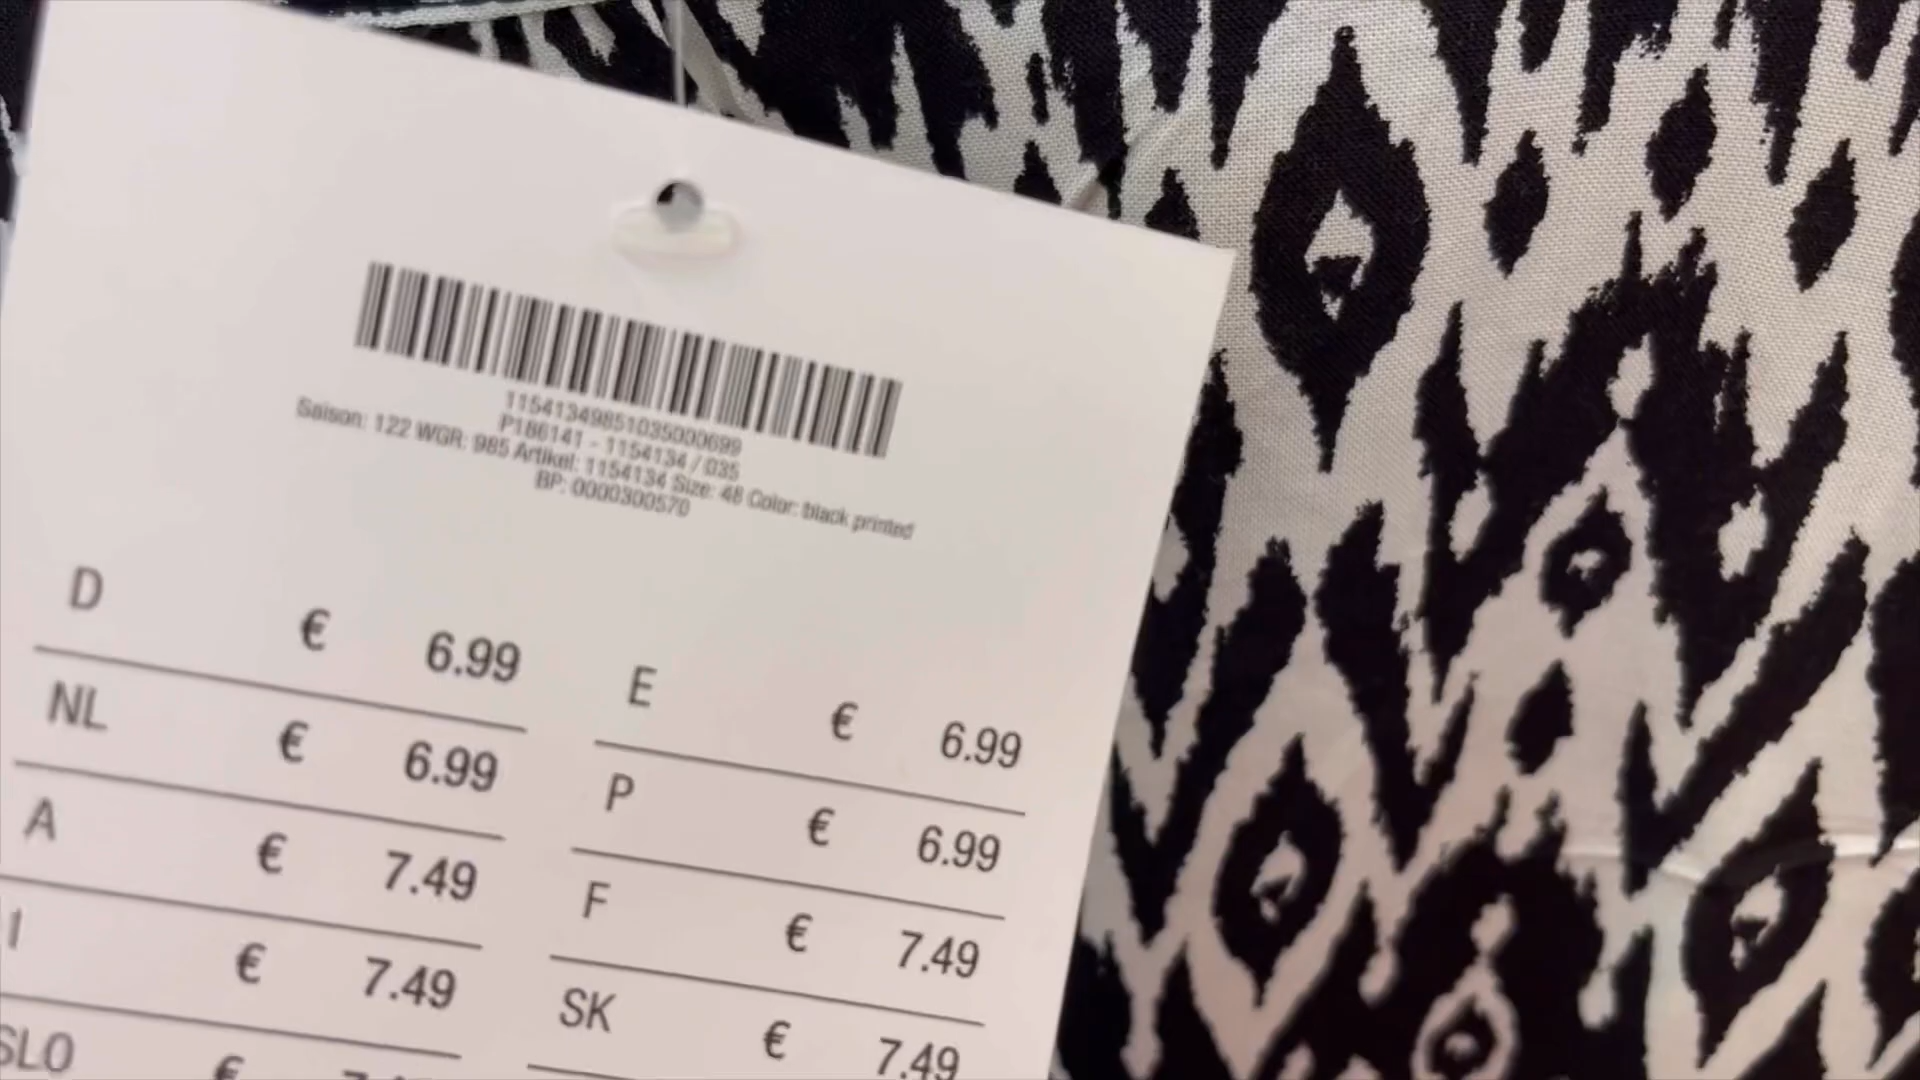 11541349851035000699
P186141 - 1154134 / 035
Saison: 122 WGR: 985 Artikel: 1154134 Size: 48 Color: black printed
BP: 0000300570
D € 6.99
NL € 6.99
A € 7.49
I € 7.49
SLO €
E € 6.99
P € 6.99
F € 7.49
SK € 7.49